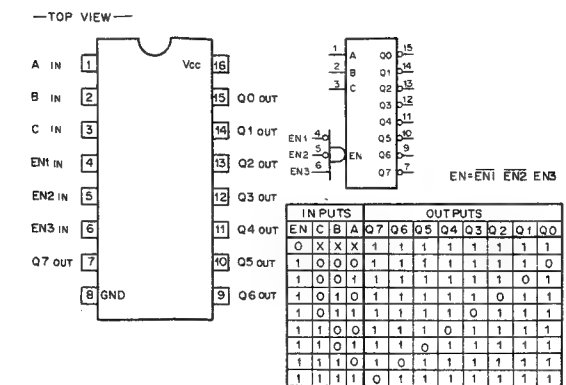 —TOP VIEW—
A IN 1
B IN 2
C IN 3
EN1 IN 4
EN2 IN 5
EN3 IN 6
Q7 OUT 7
8 GND
Vcc 16
15 Q0 OUT
14 Q1 OUT
13 Q2 OUT
12 Q3 OUT
11 Q4 OUT
10 Q5 OUT
9 Q6 OUT
1 A Q0 15
2 B Q1 14
3 C Q2 13
Q3 12
Q4 11
EN1 4 Q5 10
EN2 5 EN Q6 9
EN3 6 Q7 7
EN=E̅N̅1̅ E̅N̅2̅ EN3
INPUTS OUTPUTS
EN C B A Q7 Q6 Q5 Q4 Q3 Q2 Q1 Q0
0 X X X 1 1 1 1 1 1 1 1
1 0 0 0 1 1 1 1 1 1 1 0
1 0 0 1 1 1 1 1 1 1 0 1
1 0 1 0 1 1 1 1 1 0 1 1
1 0 1 1 1 1 1 1 0 1 1 1
1 1 0 0 1 1 1 0 1 1 1 1
1 1 0 1 1 1 0 1 1 1 1 1
1 1 1 0 1 0 1 1 1 1 1 1
1 1 1 1 0 1 1 1 1 1 1 1